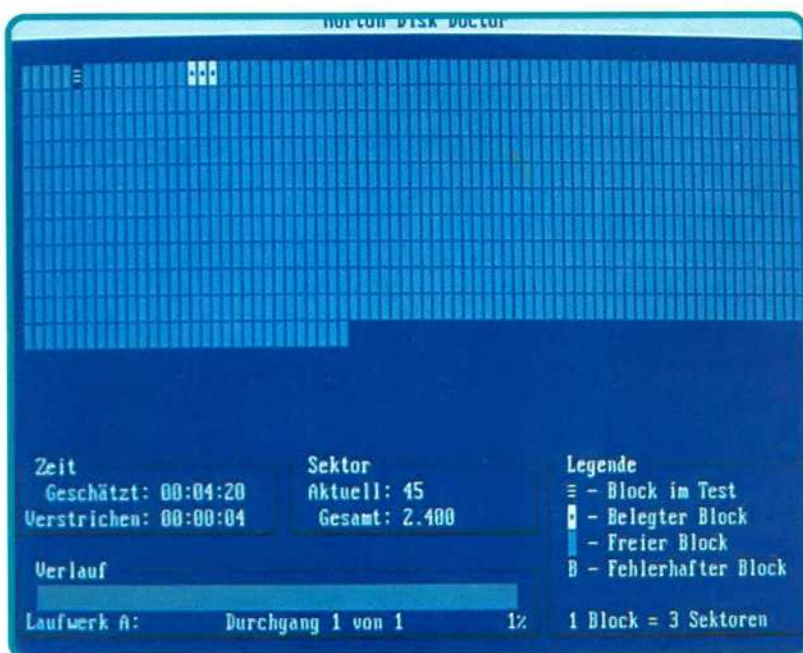 Norton Disk Doctor
Zeit
Geschätzt: 00:04:20
Verstrichen: 00:00:04
Sektor
Aktuell: 45
Gesamt: 2.400
Legende
≡ - Block im Test
- Belegter Block
- Freier Block
B - Fehlerhafter Block
1 Block = 3 Sektoren
Verlauf
Laufwerk A: Durchgang 1 von 1 1%